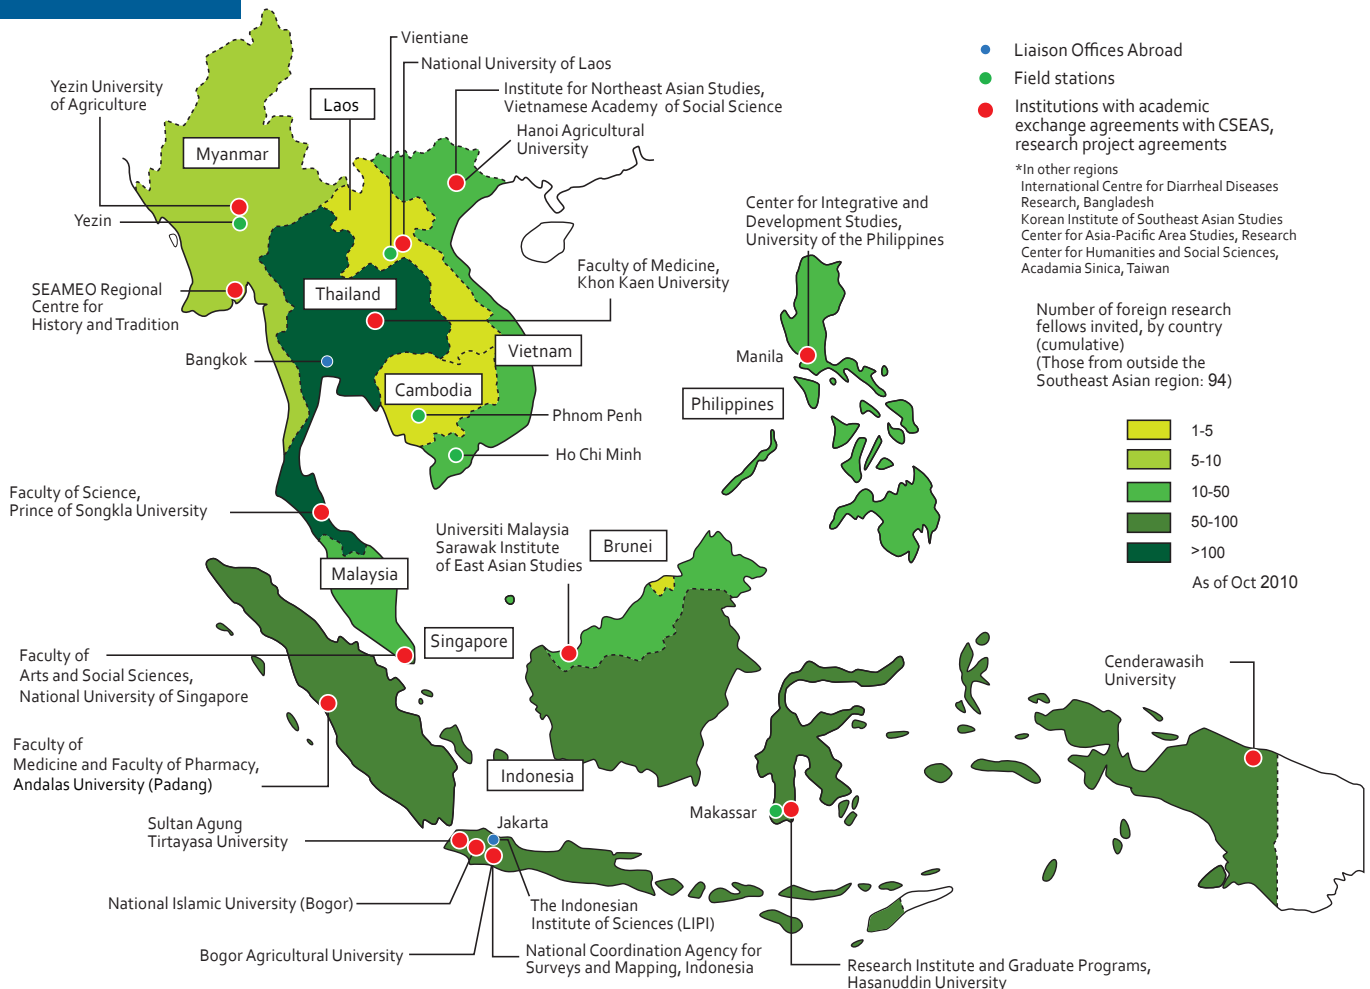 Vientiane
National University of Laos
Institute for Northeast Asian Studies,
Vietnamese Academy of Social Science
Hanoi Agricultural
University
Yezin University
of Agriculture
Laos
Myanmar
Yezin
SEAMEO Regional
Centre for
History and Tradition
Thailand
Bangkok
Faculty of Medicine,
Khon Kaen University
Vietnam
Cambodia
Phnom Penh
Ho Chi Minh
Center for Integrative and
Development Studies,
University of the Philippines
Manila
Philippines
Liaison Offices Abroad
Field stations
Institutions with academic
exchange agreements with CSEAS,
research project agreements
*In other regions
International Centre for Diarrheal Diseases
Research, Bangladesh
Korean Institute of Southeast Asian Studies
Center for Asia-Pacific Area Studies, Research
Center for Humanities and Social Sciences,
Acadamia Sinica, Taiwan
Number of foreign research
fellows invited, by country
(cumulative)
(Those from outside the
Southeast Asian region: 94)
1-5
5-10
10-50
50-100
>100
As of Oct 2010
Faculty of Science,
Prince of Songkla University
Malaysia
Universiti Malaysia
Sarawak Institute
of East Asian Studies
Brunei
Singapore
Faculty of
Arts and Social Sciences,
National University of Singapore
Faculty of
Medicine and Faculty of Pharmacy,
Andalas University (Padang)
Indonesia
Cenderawasih
University
Makassar
Sultan Agung
Tirtayasa University
Jakarta
National Islamic University (Bogor)
The Indonesian
Institute of Sciences (LIPI)
Bogor Agricultural University
National Coordination Agency for
Surveys and Mapping, Indonesia
Research Institute and Graduate Programs,
Hasanuddin University